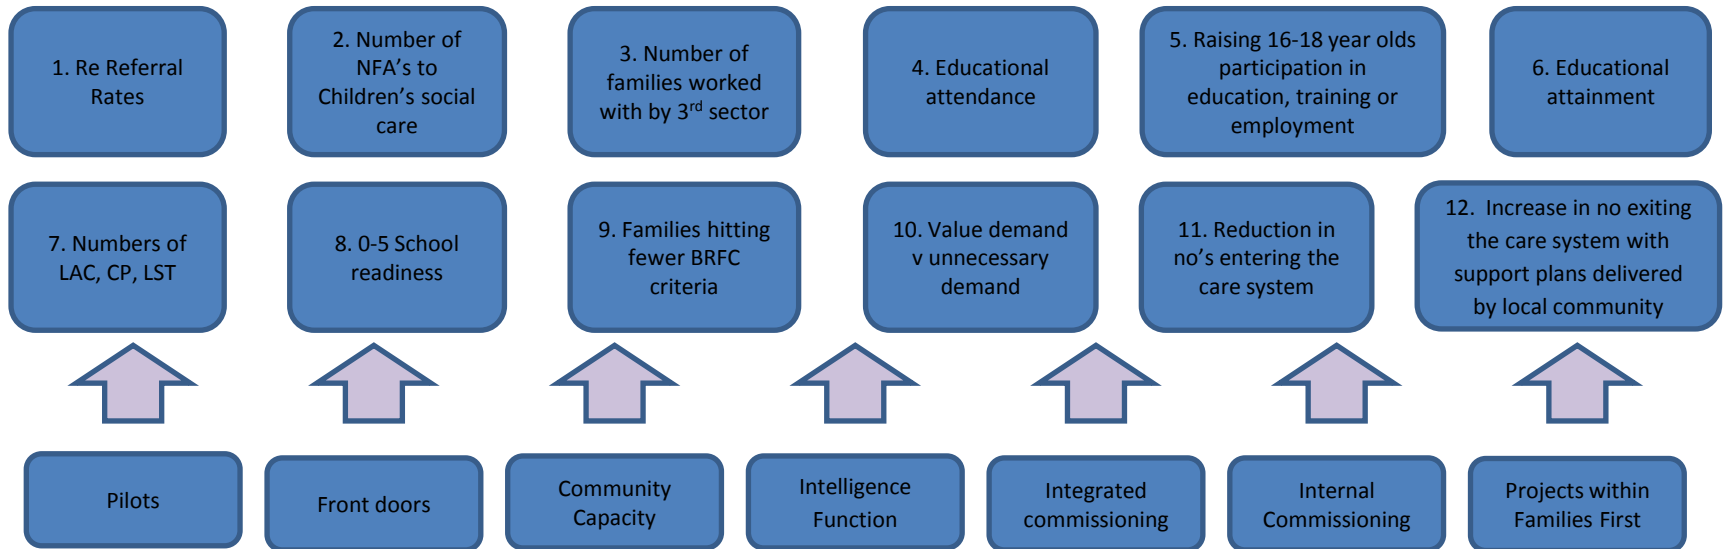 1. Re Referral
Rates
2. Number of
NFA's to
Children's social
care
3. Number of
families worked
with by 3rd sector
4. Educational
attendance
5. Raising 16-18 year olds
participation in
education, training or
employment
6. Educational
attainment
7. Numbers of
LAC, CP, LST
8. 0-5 School
readiness
9. Families hitting
fewer BRFC
criteria
10. Value demand
v unnecessary
demand
11. Reduction in
no's entering the
care system
12. Increase in no exiting
the care system with
support plans delivered
by local community
Pilots
Front doors
Community
Capacity
Intelligence
Function
Integrated
commissioning
Internal
Commissioning
Projects within
Families First